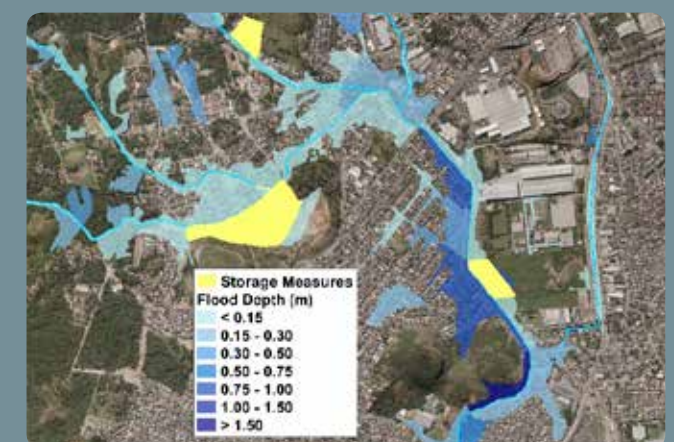 Storage Measures
Flood Depth (m)
< 0.15
0.15 - 0.30
0.30 - 0.50
0.50 - 0.75
0.75 - 1.00
1.00 - 1.50
> 1.50